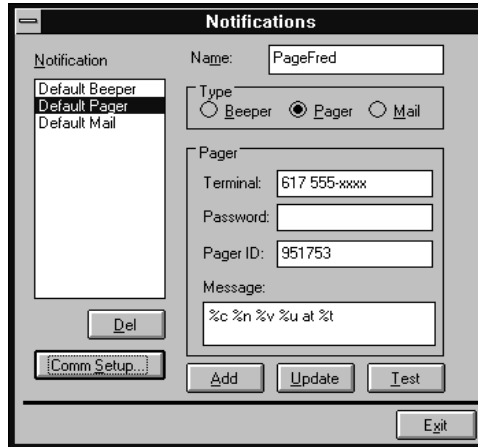 Notifications
Notification
Default Beeper
Default Pager
Default Mail
Del
Comm Setup...
Name: PageFred
Type
Beeper Pager Mail
Pager
Terminal: 617 555-xxxx
Password:
Pager ID: 951753
Message:
%c %n %v %u at %t
Add Update Test
Exit